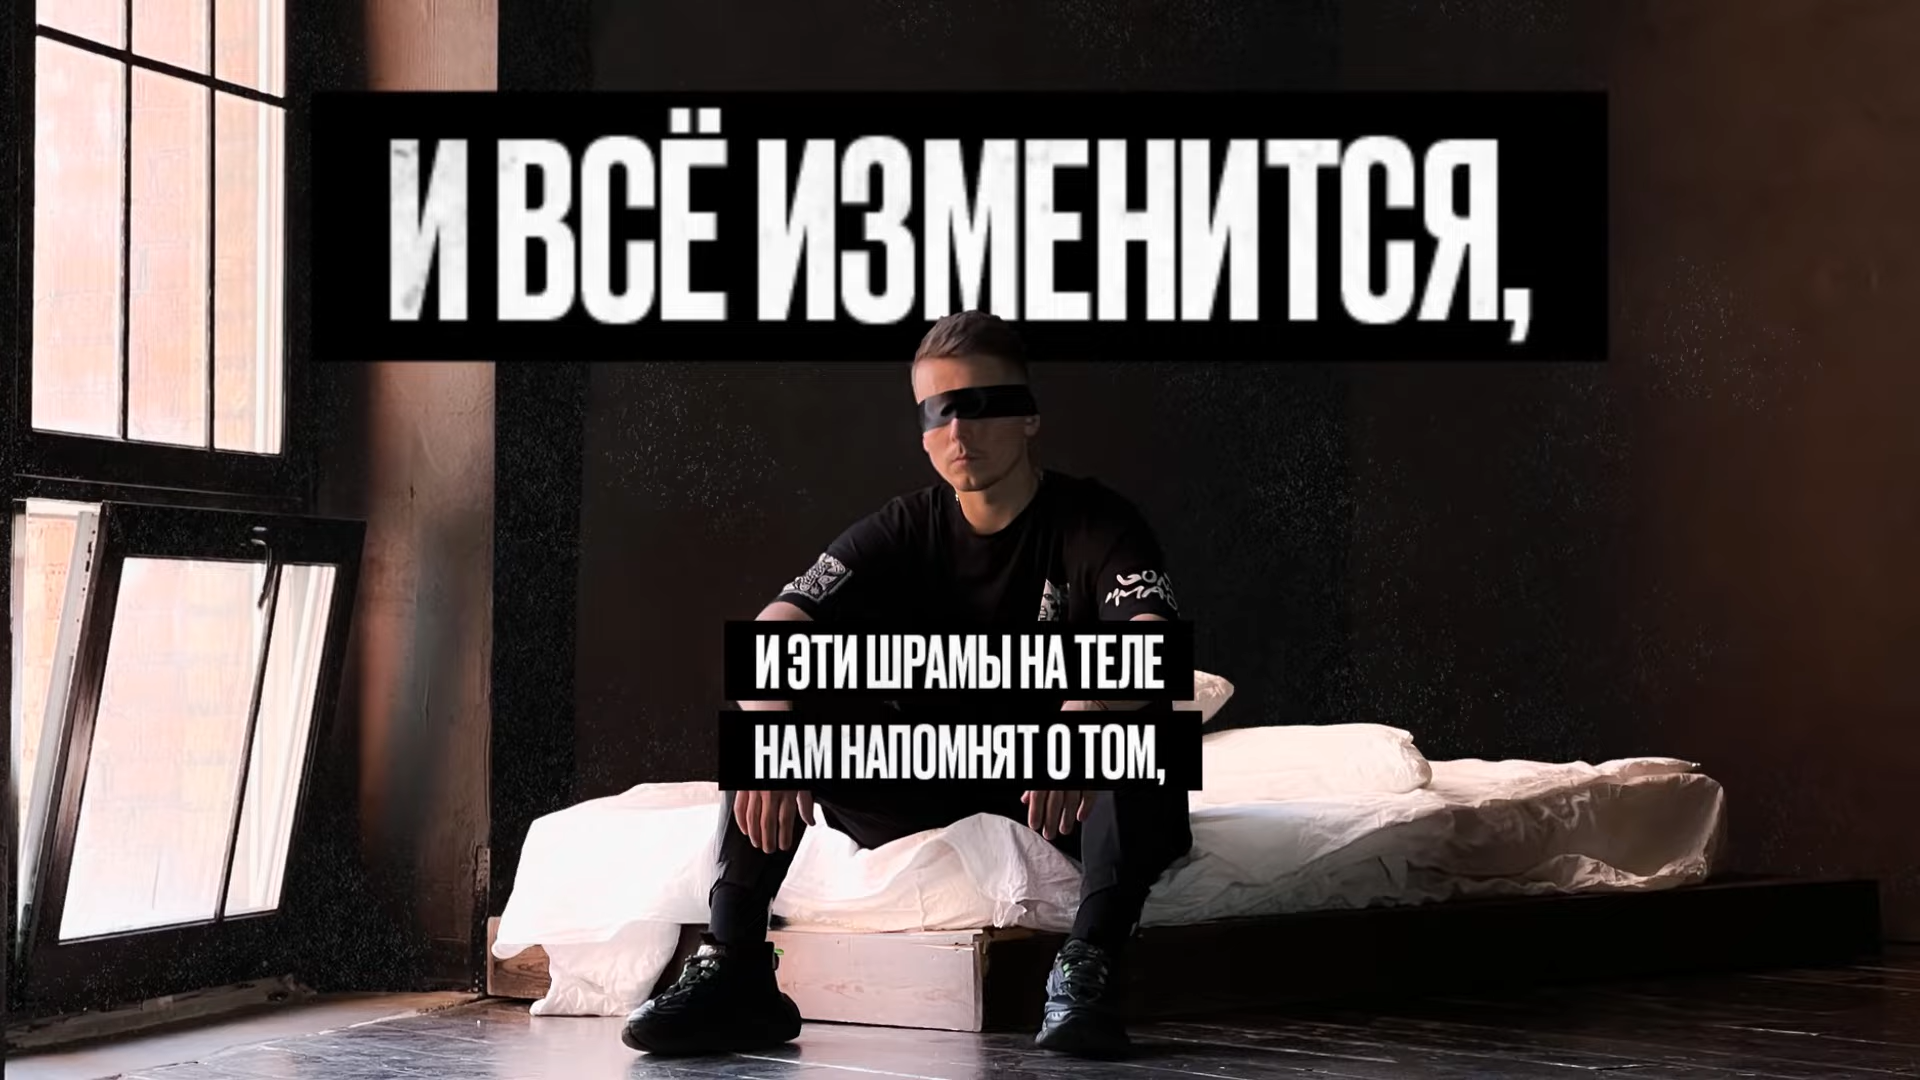 И ВСЁ ИЗМЕНИТСЯ,
И ЭТИ ШРАМЫ НА ТЕЛЕ
НАМ НАПОМНЯТ О ТОМ,